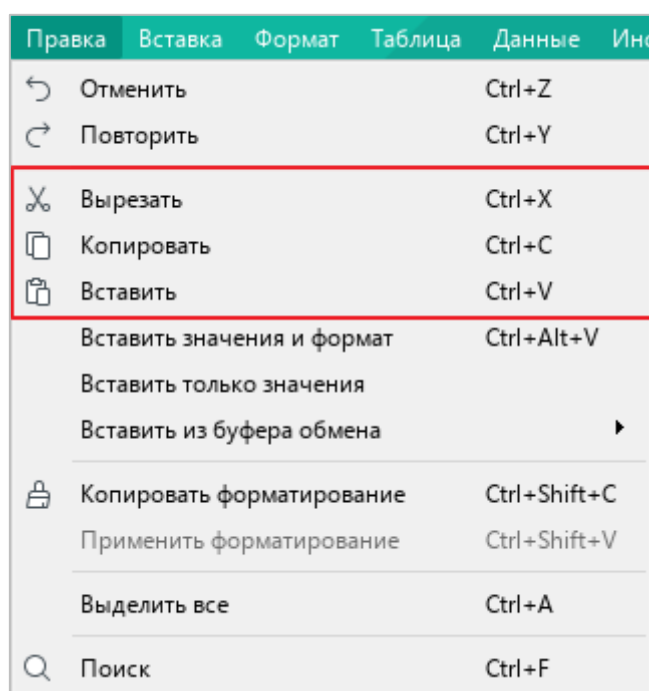 Правка Вставка Формат Таблица Данные
Отменить Ctrl+Z
Повторить Ctrl+Y
Вырезать Ctrl+X
Копировать Ctrl+C
Вставить Ctrl+V
Вставить значения и формат Ctrl+Alt+V
Вставить только значения
Вставить из буфера обмена
Копировать форматирование Ctrl+Shift+C
Применить форматирование Ctrl+Shift+V
Выделить все Ctrl+A
Поиск Ctrl+F